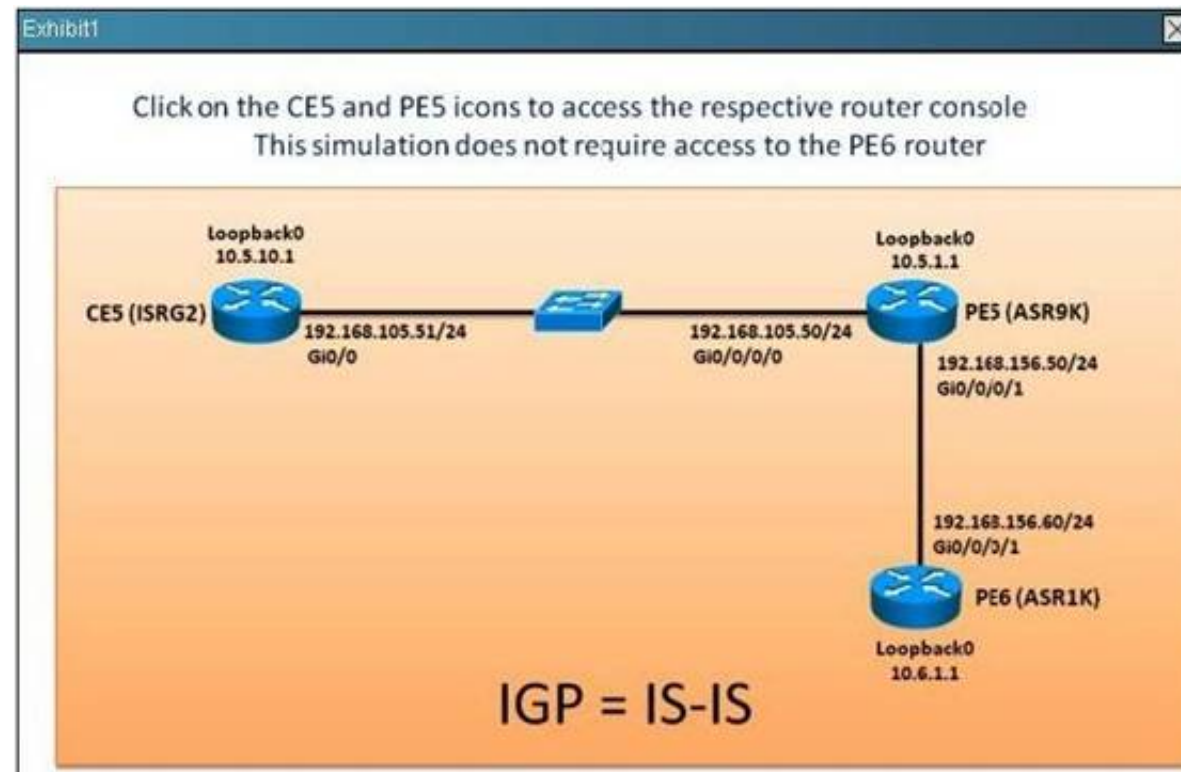 Exhibit1
Click on the CE5 and PE5 icons to access the respective router console
This simulation does not require access to the PE6 router
Loopback0
10.5.10.1
CE5 (ISRG2)
192.168.105.51/24
Gi0/0
Loopback0
10.5.1.1
PE5 (ASR9K)
192.168.105.50/24
Gi0/0/0/0
192.168.156.50/24
Gi0/0/0/1
192.163.156.60/24
Gi0/0/3/1
PE6 (ASR1K)
Loopback0
10.6.1.1
IGP = IS-IS